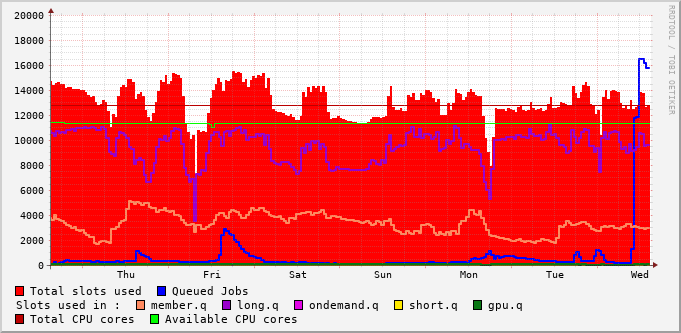 20000
18000
16000
14000
12000
10000
8000
6000
4000
2000
0
Thu Fri Sat Sun Mon Tue Wed
RRDTOOL / TOBI OETIKER
Total slots used Queued Jobs
Slots used in : member.q long.q ondemand.q short.q gpu.q
Total CPU cores Available CPU cores